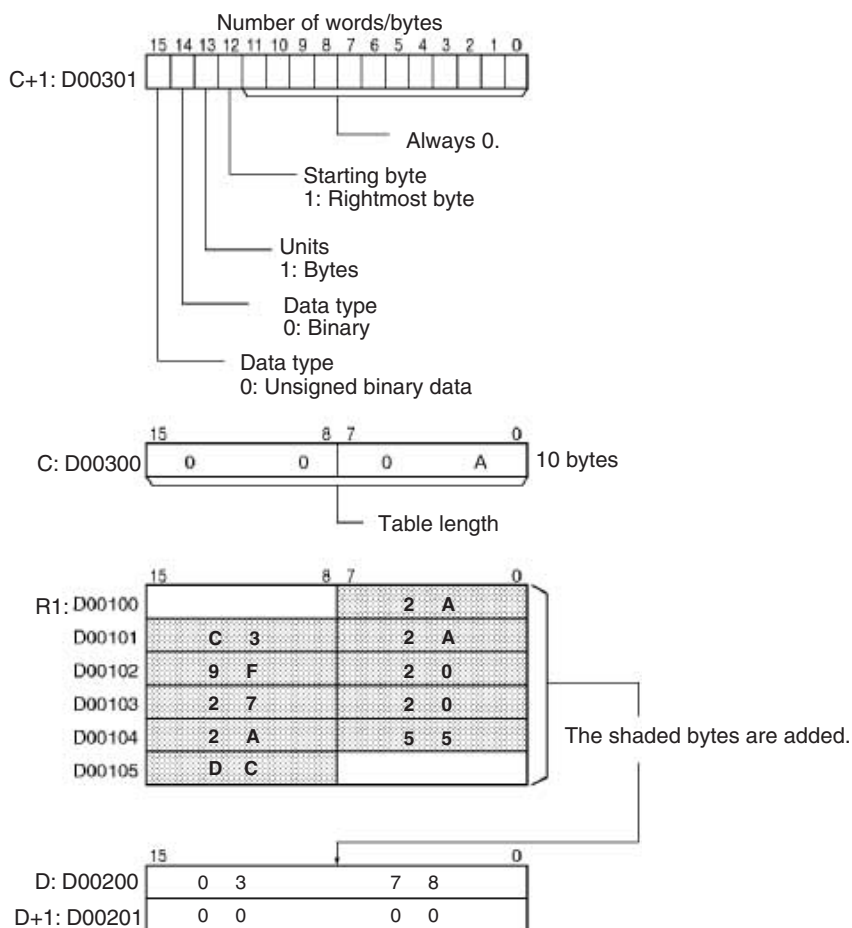 Number of words/bytes
15 14 13 12 11 10 9 8 7 6 5 4 3 2 1 0
C+1: D00301
Always 0.
Starting byte
1: Rightmost byte
Units
1: Bytes
Data type
0: Binary
Data type
0: Unsigned binary data
15 8 7 0
C: D00300 0 0 0 A 10 bytes
Table length
15 8 7 0
R1: D00100 2 A
D00101 C 3 2 A
D00102 9 F 2 0
D00103 2 7 2 0
D00104 2 A 5 5
The shaded bytes are added.
D00105 D C
15 0
D: D00200 0 3 7 8
D+1: D00201 0 0 0 0